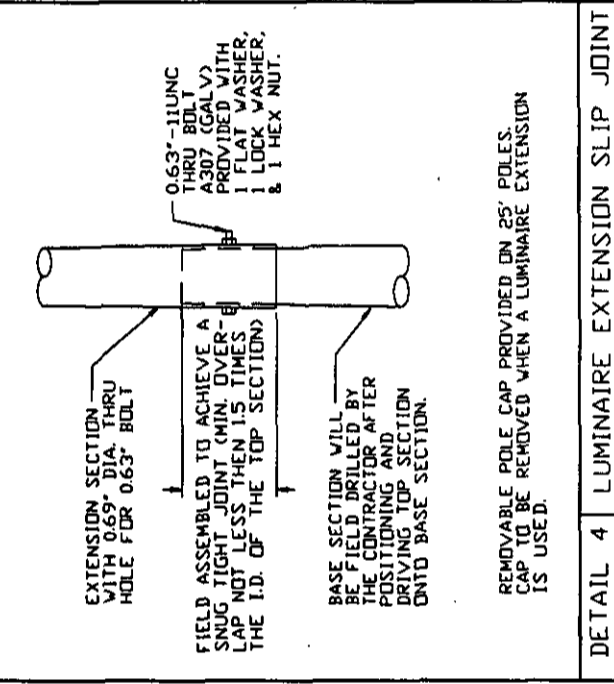 EXTENSION SECTION
WITH 0.69" DIA. THRU
HOLE FOR 0.63" BOLT
0.63"-11UNC
THRU BOLT
A307 (GALV)
PROVIDED WITH
1 FLAT WASHER,
1 LOCK WASHER,
& 1 HEX NUT.
FIELD ASSEMBLED TO ACHIEVE A
SNUG TIGHT JOINT (MIN. OVER-
LAP NOT LESS THEN 1.5 TIMES
THE I.D. OF THE TOP SECTION)
BASE SECTION WILL
BE FIELD DRILLED BY
THE CONTRACTOR AFTER
POSITIONING AND
DRIVING TOP SECTION
ONTO BASE SECTION.
REMOVABLE POLE CAP PROVIDED ON 25' POLES.
CAP TO BE REMOVED WHEN A LUMINAIRE EXTENSION
IS USED.
DETAIL 4 LUMINAIRE EXTENSION SLIP JOINT